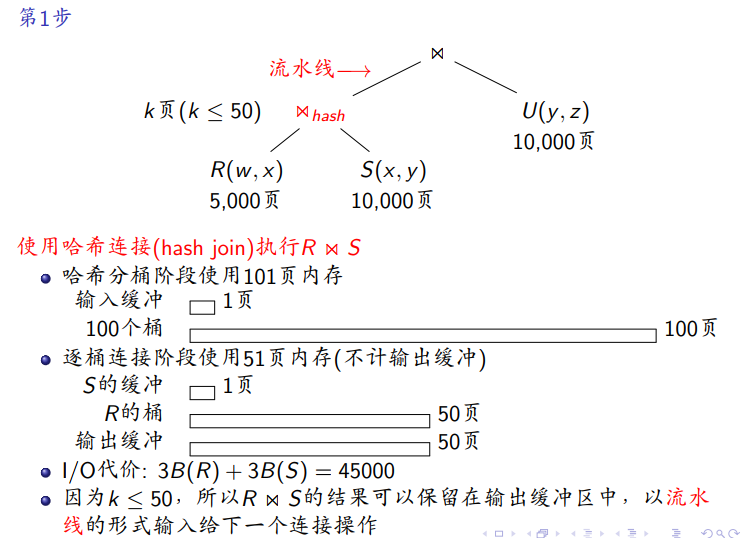 第1步
⋈
流水线→
k页(k ≤ 50)
⋈hash
U(y, z)
10,000页
R(w, x)
S(x, y)
5,000页
10,000页
使用哈希连接(hash join)执行R ⋈ S
哈希分桶阶段使用101页内存
输入缓冲 1页
100个桶 100页
逐桶连接阶段使用51页内存(不计输出缓冲)
S的缓冲 1页
R的桶 50页
输出缓冲 50页
I/O代价: 3B(R) + 3B(S) = 45000
因为k ≤ 50，所以R ⋈ S的结果可以保留在输出缓冲区中，以流水
线的形式输入给下一个连接操作